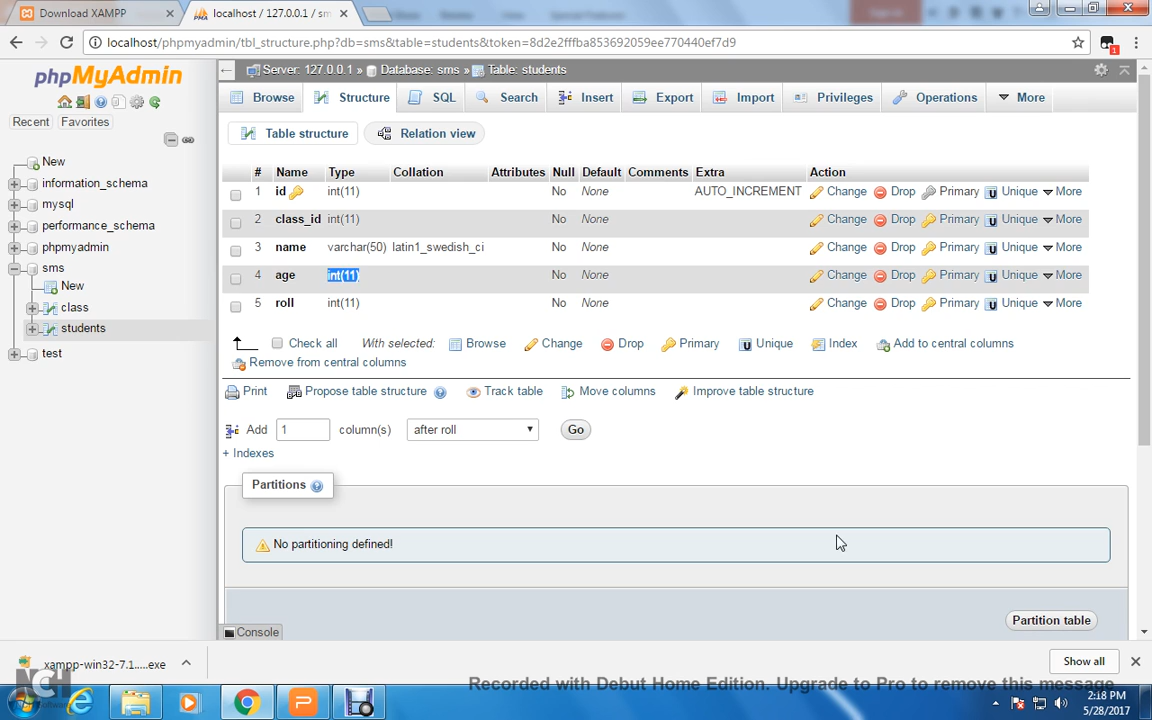 Download XAMPP
localhost / 127.0.0.1 / sm
localhost/phpmyadmin/tbl_structure.php?db=sms&table=students&token=8d2e2fffba853692059ee770440ef7d9
1
phpMyAdmin
Recent
Favorites
New
information_schema
mysql
performance_schema
phpmyadmin
sms
New
class
students
test
Server: 127.0.0.1 » Database: sms » Table: students
Browse Structure SQL Search Insert Export Import Privileges Operations More
Table structure Relation view
# Name Type Collation Attributes Null Default Comments Extra Action
1 id int(11) No None AUTO_INCREMENT Change Drop Primary Unique More
2 class_id int(11) No None Change Drop Primary Unique More
3 name varchar(50) latin1_swedish_ci No None Change Drop Primary Unique More
4 age int(11) No None Change Drop Primary Unique More
5 roll int(11) No None Change Drop Primary Unique More
Check all With selected: Browse Change Drop Primary Unique Index Add to central columns
Remove from central columns
Print Propose table structure Track table Move columns Improve table structure
Add 1 column(s) after roll Go
+ Indexes
Partitions
No partitioning defined!
Partition table
Console
xampp-win32-7.1.....exe
Show all
NCH
Software
Recorded with Debut Home Edition. Upgrade to Pro to remove this message
2:18 PM
5/28/2017